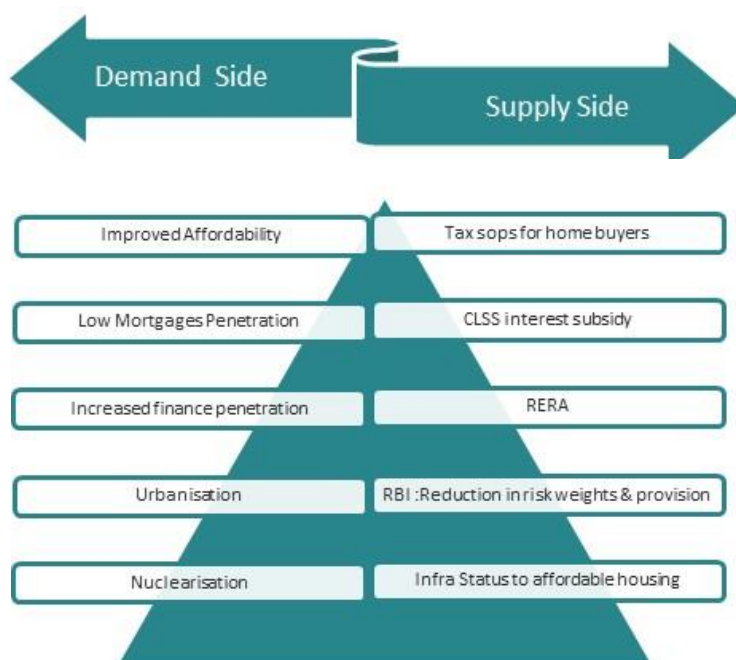 Demand Side
Supply Side
Improved Affordability
Tax sops for home buyers
Low Mortgages Penetration
CLSS interest subsidy
Increased finance penetration
RERA
Urbanisation
RBI :Reduction in risk weights & provision
Nuclearisation
Infra Status to affordable housing